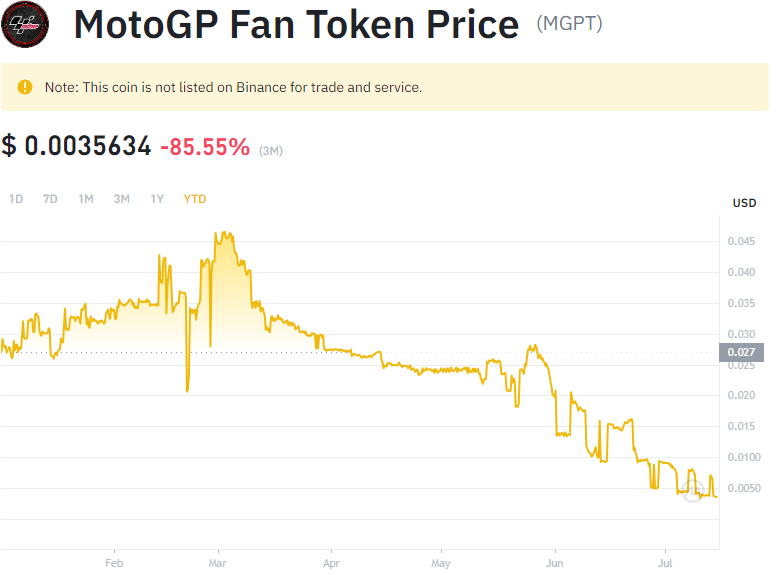 MotoGP Fan Token Price (MGPT)
Note: This coin is not listed on Binance for trade and service.
$ 0.0035634 -85.55% (3M)
1D 7D 1M 3M 1Y YTD
USD
0.045
0.040
0.035
0.030
0.027
0.025
0.020
0.015
0.0100
0.0050
Feb Mar Apr May Jun Jul